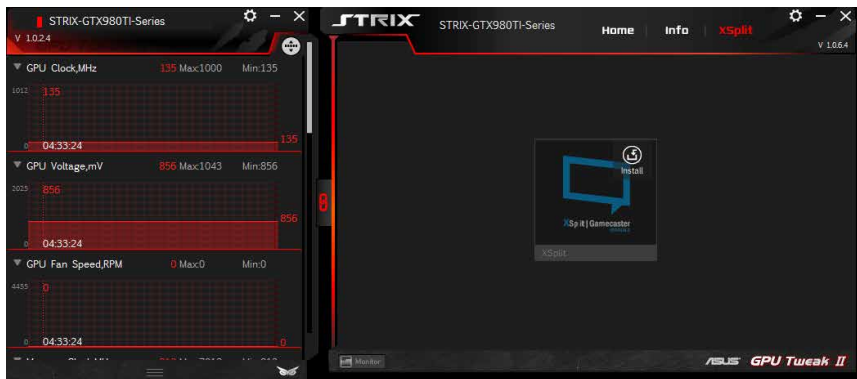 STRIX-GTX980TI-Series
V 1.0.2.4
GPU Clock,MHz 135 Max:1000 Min:135
1012 135
135
0 04:33:24
GPU Voltage,mV 856 Max:1043 Min:856
2025 856
856
0 04:33:24
GPU Fan Speed,RPM 0 Max:0 Min:0
4455 0
0 04:33:24 0
STRIX STRIX-GTX980TI-Series Home Info XSplit
V 1.0.6.4
Install
XSplit | Gamecaster
XSplit
Monitor
ASUS GPU Tweak II